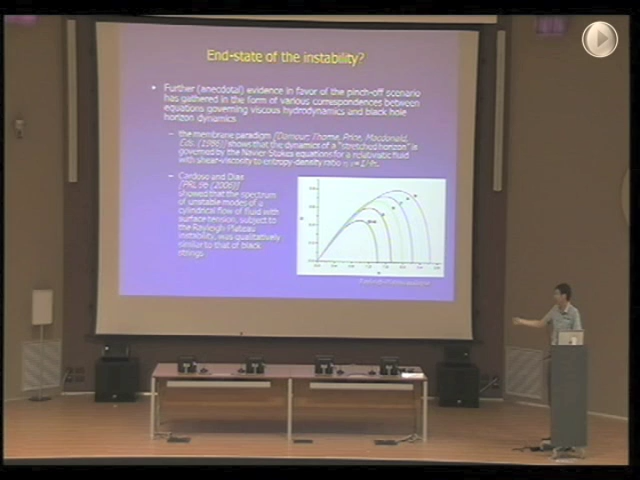 End-state of the instability?
• Further (anecdotal) evidence in favor of the pinch-off scenario
has gathered in the form of various correspondences between
equations governing viscous hydrodynamics and black hole
horizon dynamics
– the membrane paradigm [Damour; Thorne, Price, Macdonald,
Eds. (1986)] shows that the dynamics of a "stretched horizon" is
governed by the Navier-Stokes equations for a relativistic fluid
with shear-viscosity to entropy-density ratio
– Cardoso and Dias
[PRL 96 (2006)]
showed that the spectrum
of unstable modes of a
cylindrical flow of fluid with
surface tension, subject to
the Rayleigh-Plateau
instability, was qualitatively
similar to that of black
strings